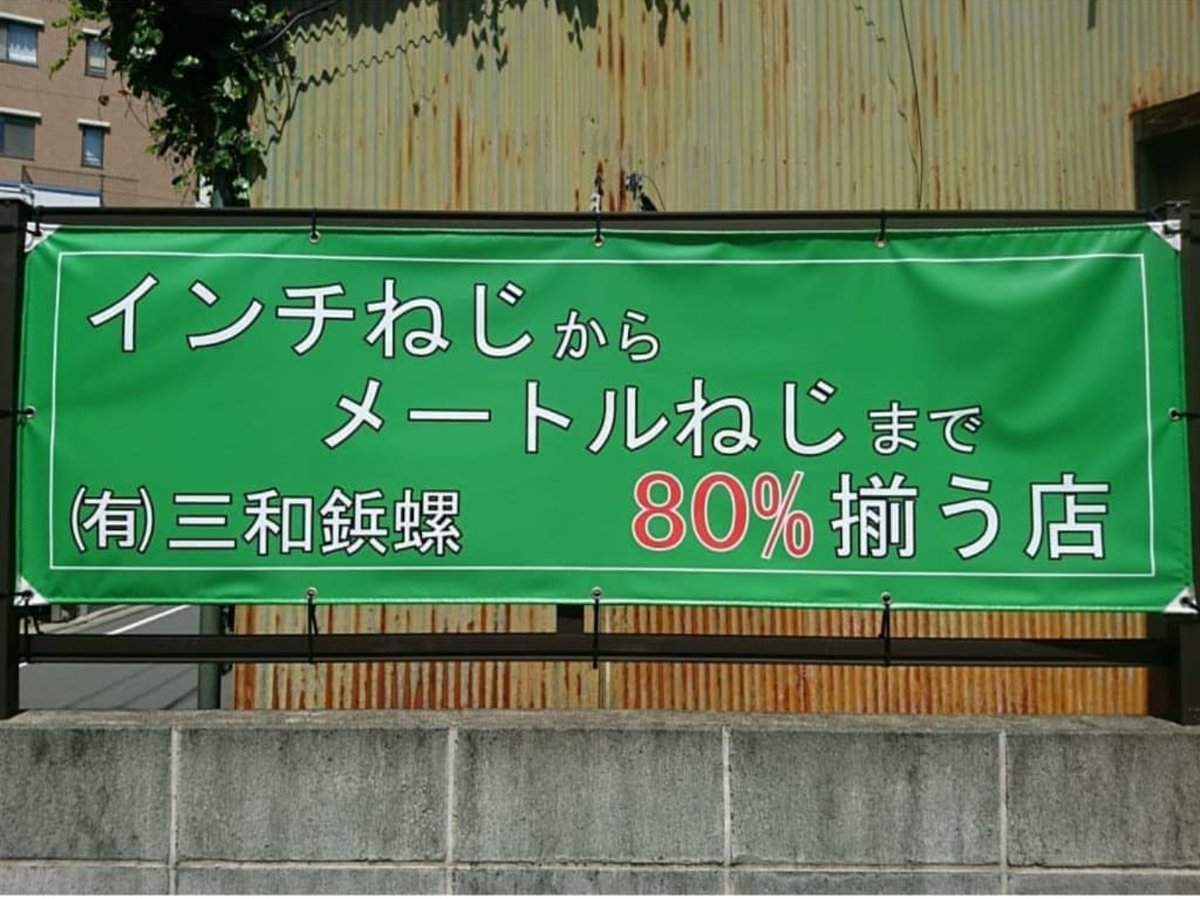 インチねじから
メートルねじまで
㈲三和鋲螺 80%揃う店